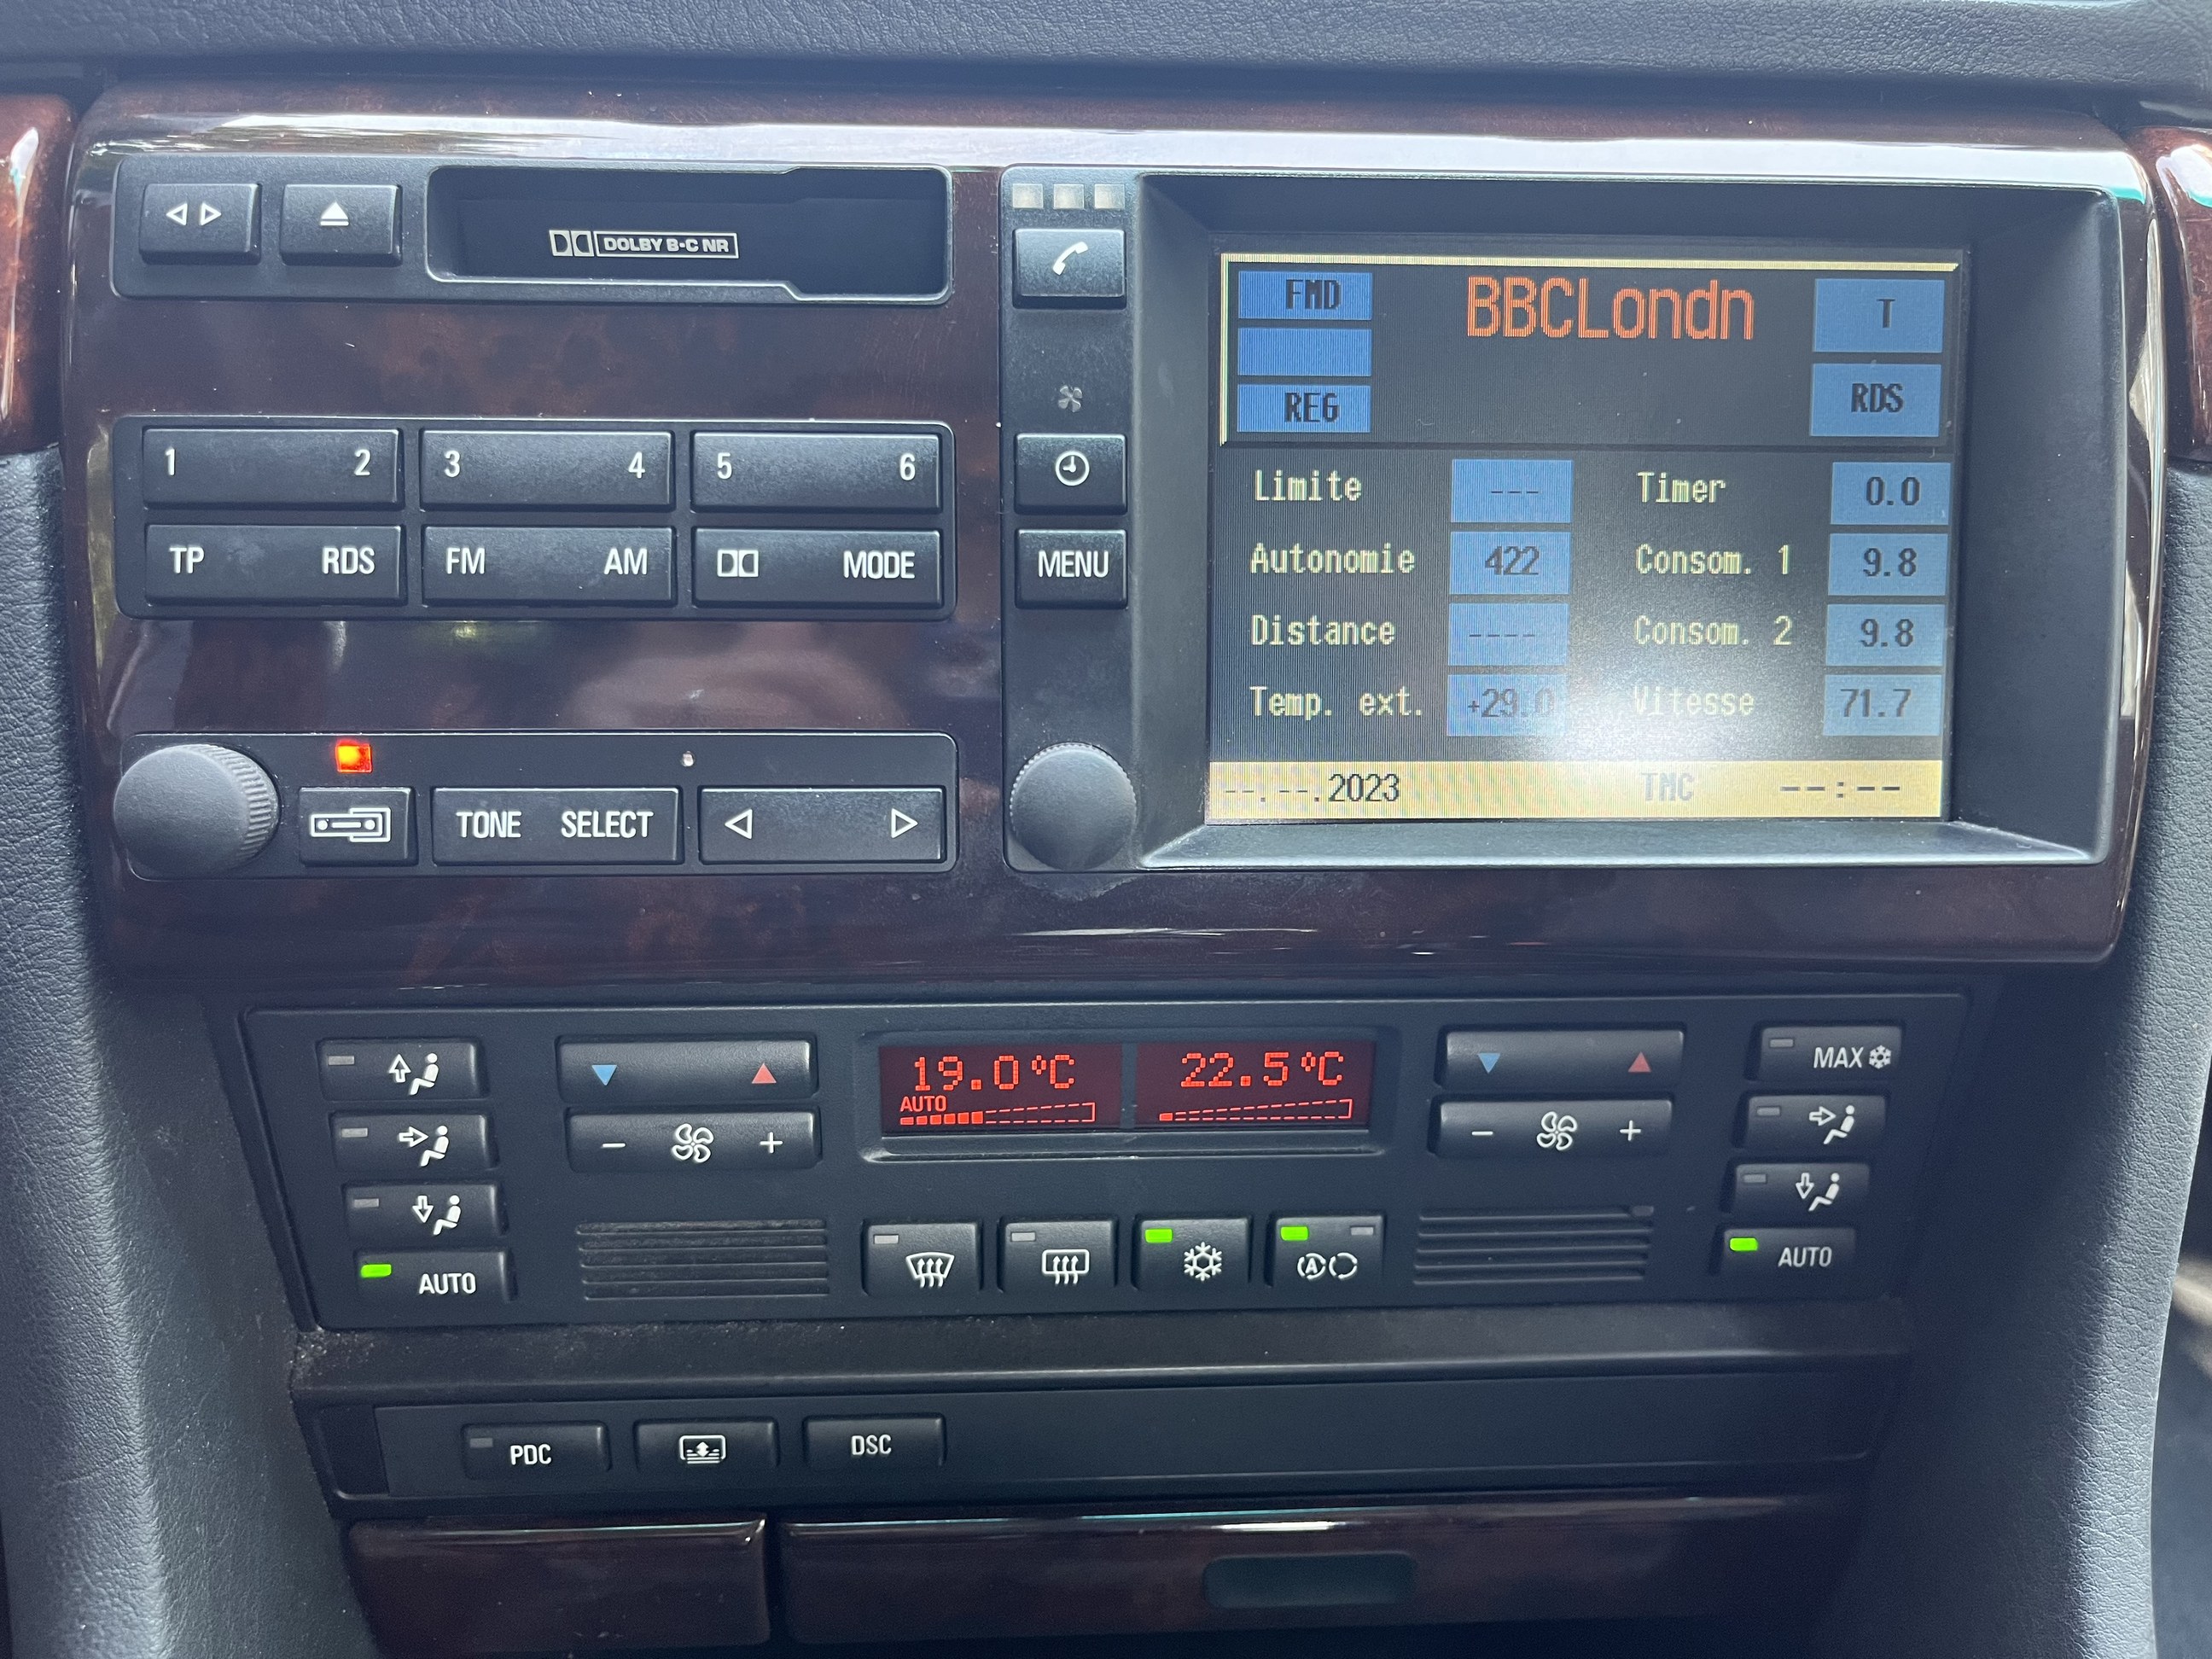 DOLBY B·C NR
FMD BBCLondn T
REG RDS
1 2 3 4 5 6
TP RDS FM AM MODE
MENU
Limite --- Timer 0.0
Autonomie 422 Consom. 1 9.8
Distance ---- Consom. 2 9.8
Temp. ext. +29.0 Vitesse 71.7
--.--.2023 TMC --:--
TONE SELECT
19.0°C 22.5°C
AUTO
MAX
- + - +
AUTO A AUTO
PDC DSC